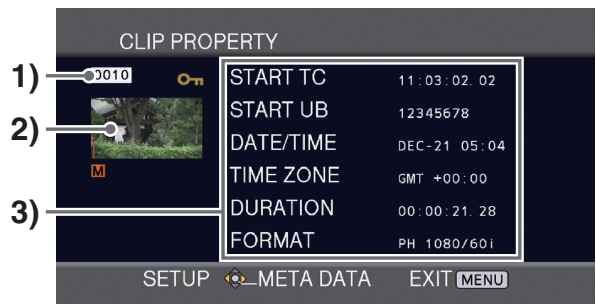 CLIP PROPERTY
1) 0010
2)
M
3)
START TC 11:03:02.02
START UB 12345678
DATE/TIME DEC-21 05:04
TIME ZONE GMT +00:00
DURATION 00:00:21.28
FORMAT PH 1080/60i
SETUP META DATA EXIT MENU